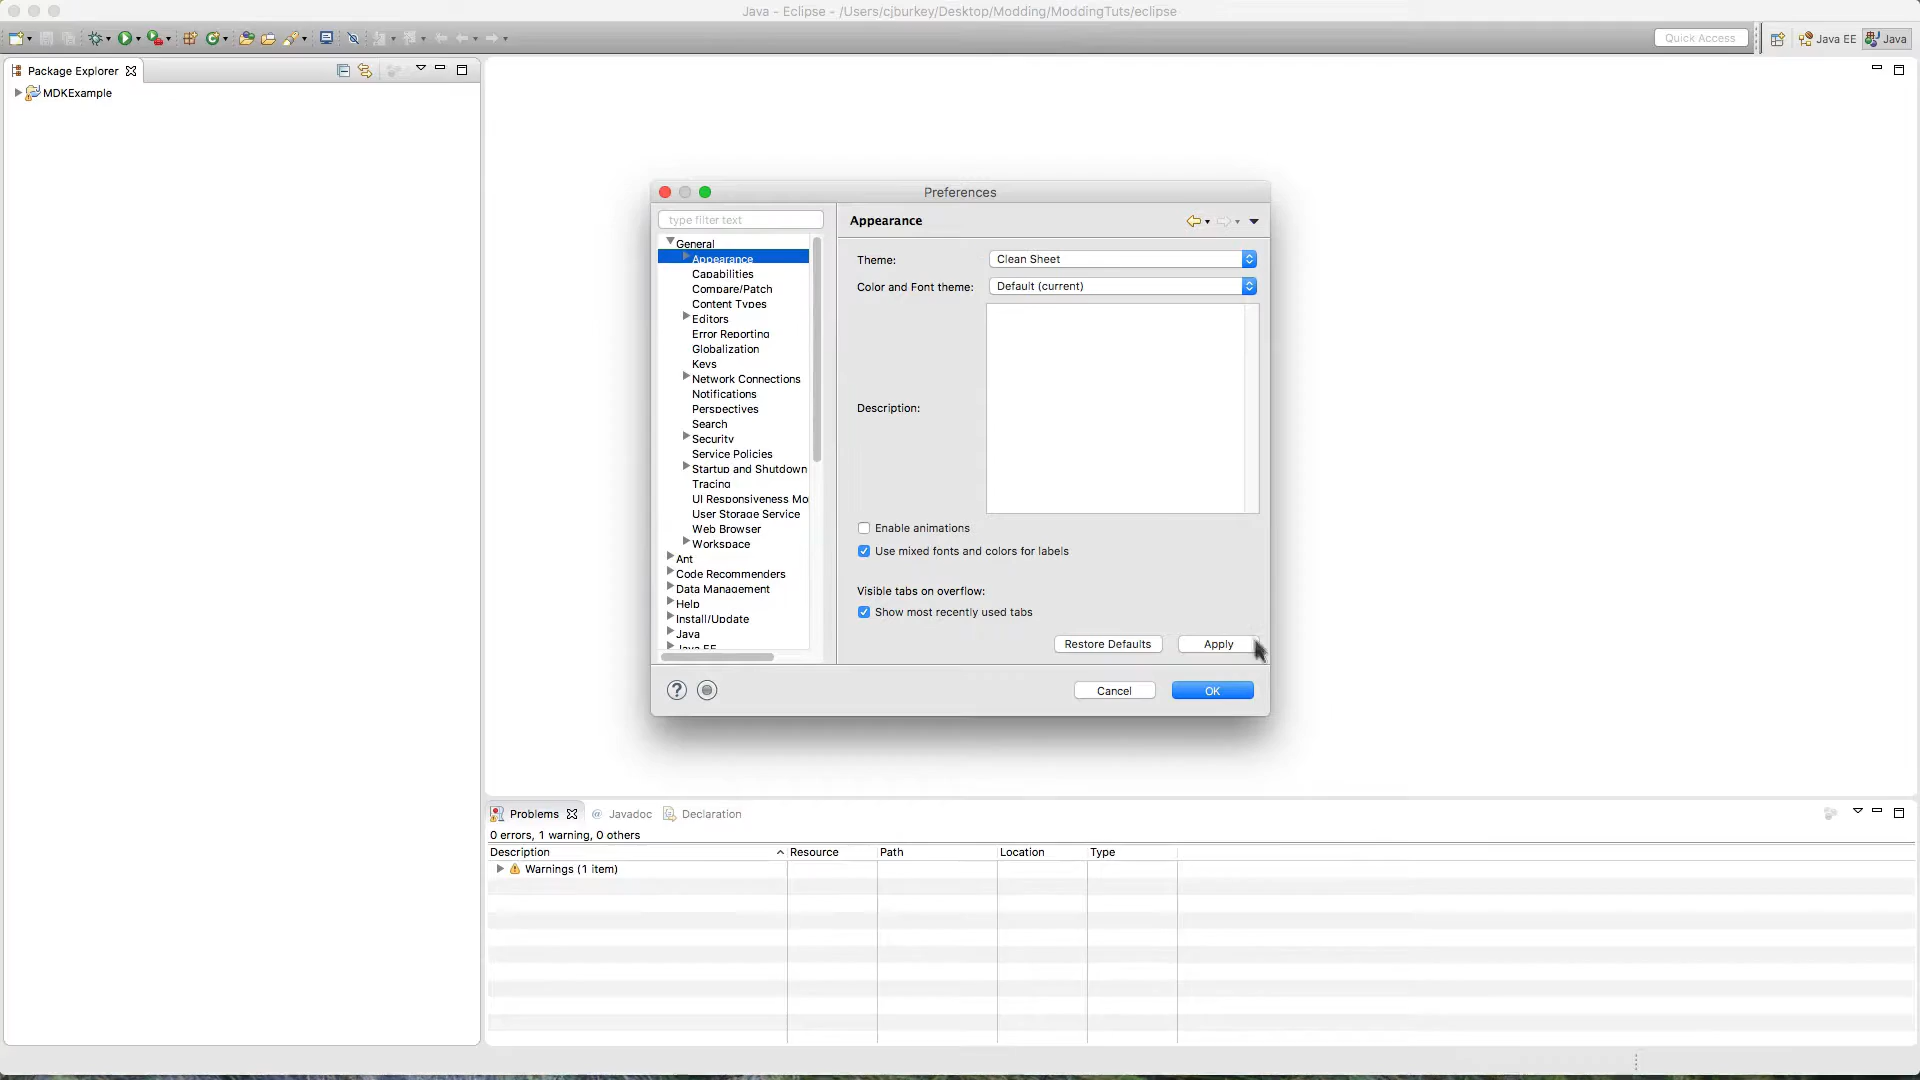 Java - Eclipse - /Users/cjburkey/Desktop/Modding/ModdingTuts/eclipse
Quick Access
Java EE
Java
Package Explorer
MDKExample
Preferences
type filter text
Appearance
General
Appearance
Capabilities
Compare/Patch
Content Types
Editors
Error Reporting
Globalization
Keys
Network Connections
Notifications
Perspectives
Search
Security
Service Policies
Startup and Shutdown
Tracing
UI Responsiveness Mo
User Storage Service
Web Browser
Workspace
Ant
Code Recommenders
Data Management
Help
Install/Update
Java
Java EE
Theme: Clean Sheet
Color and Font theme: Default (current)
Description:
Enable animations
Use mixed fonts and colors for labels
Visible tabs on overflow:
Show most recently used tabs
Restore Defaults Apply
? Cancel OK
Problems @ Javadoc Declaration
0 errors, 1 warning, 0 others
Description Resource Path Location Type
Warnings (1 item)